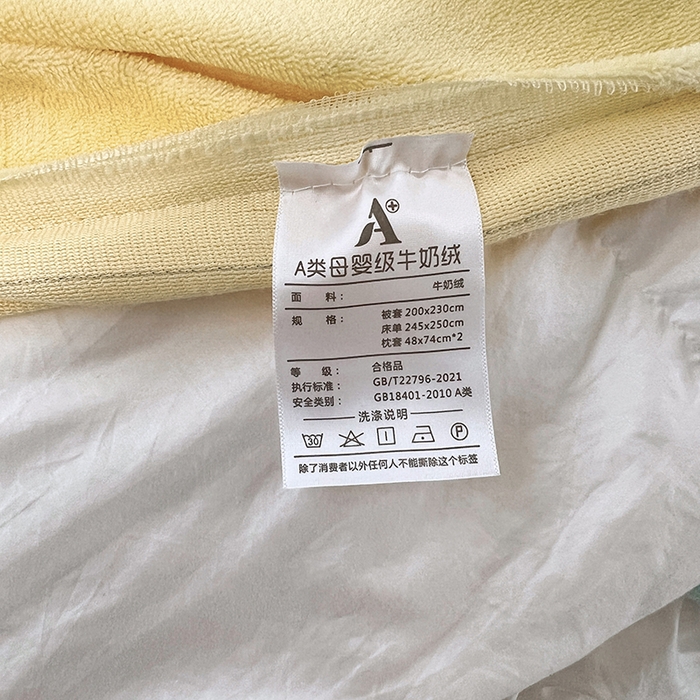 A+
A类母婴级牛奶绒
面 料： 牛奶绒
规 格： 被套 200x230cm
床单 245x250cm
枕套 48x74cm*2
等 级： 合格品
执行标准： GB/T22796-2021
安全类别： GB18401-2010 A类
洗涤说明
30 P
除了消费者以外任何人不能撕除这个标签